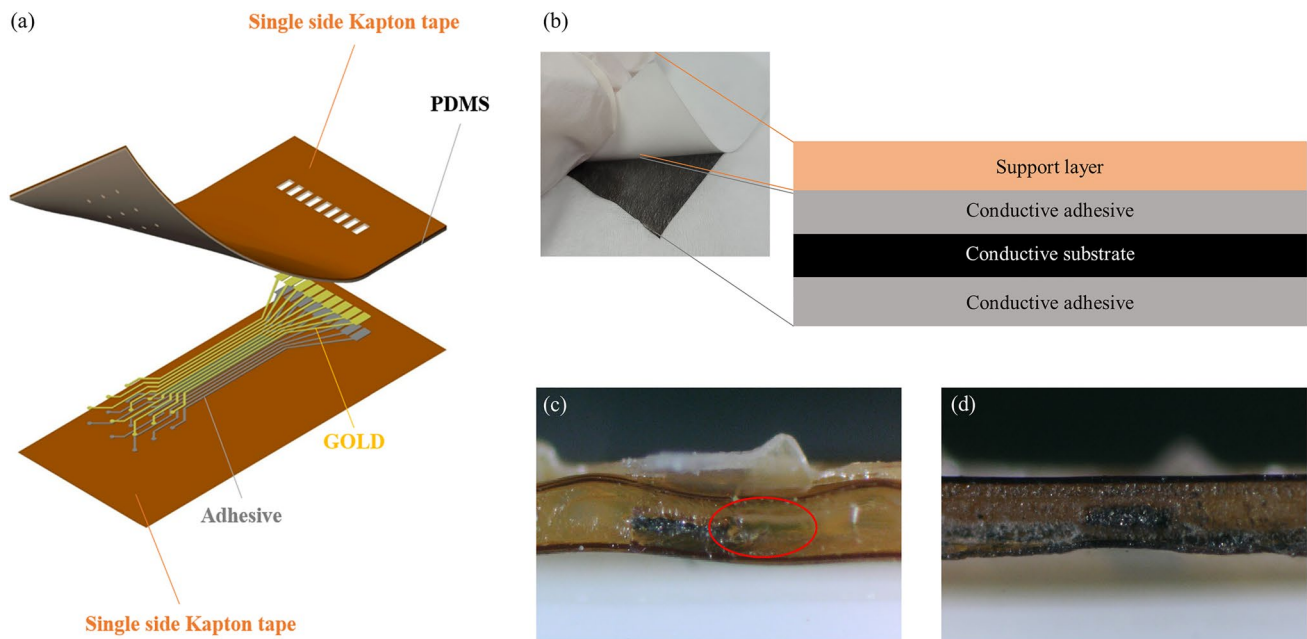 (a)
Single side Kapton tape
PDMS
GOLD
Adhesive
Single side Kapton tape
(b)
Support layer
Conductive adhesive
Conductive substrate
Conductive adhesive
(c)
(d)